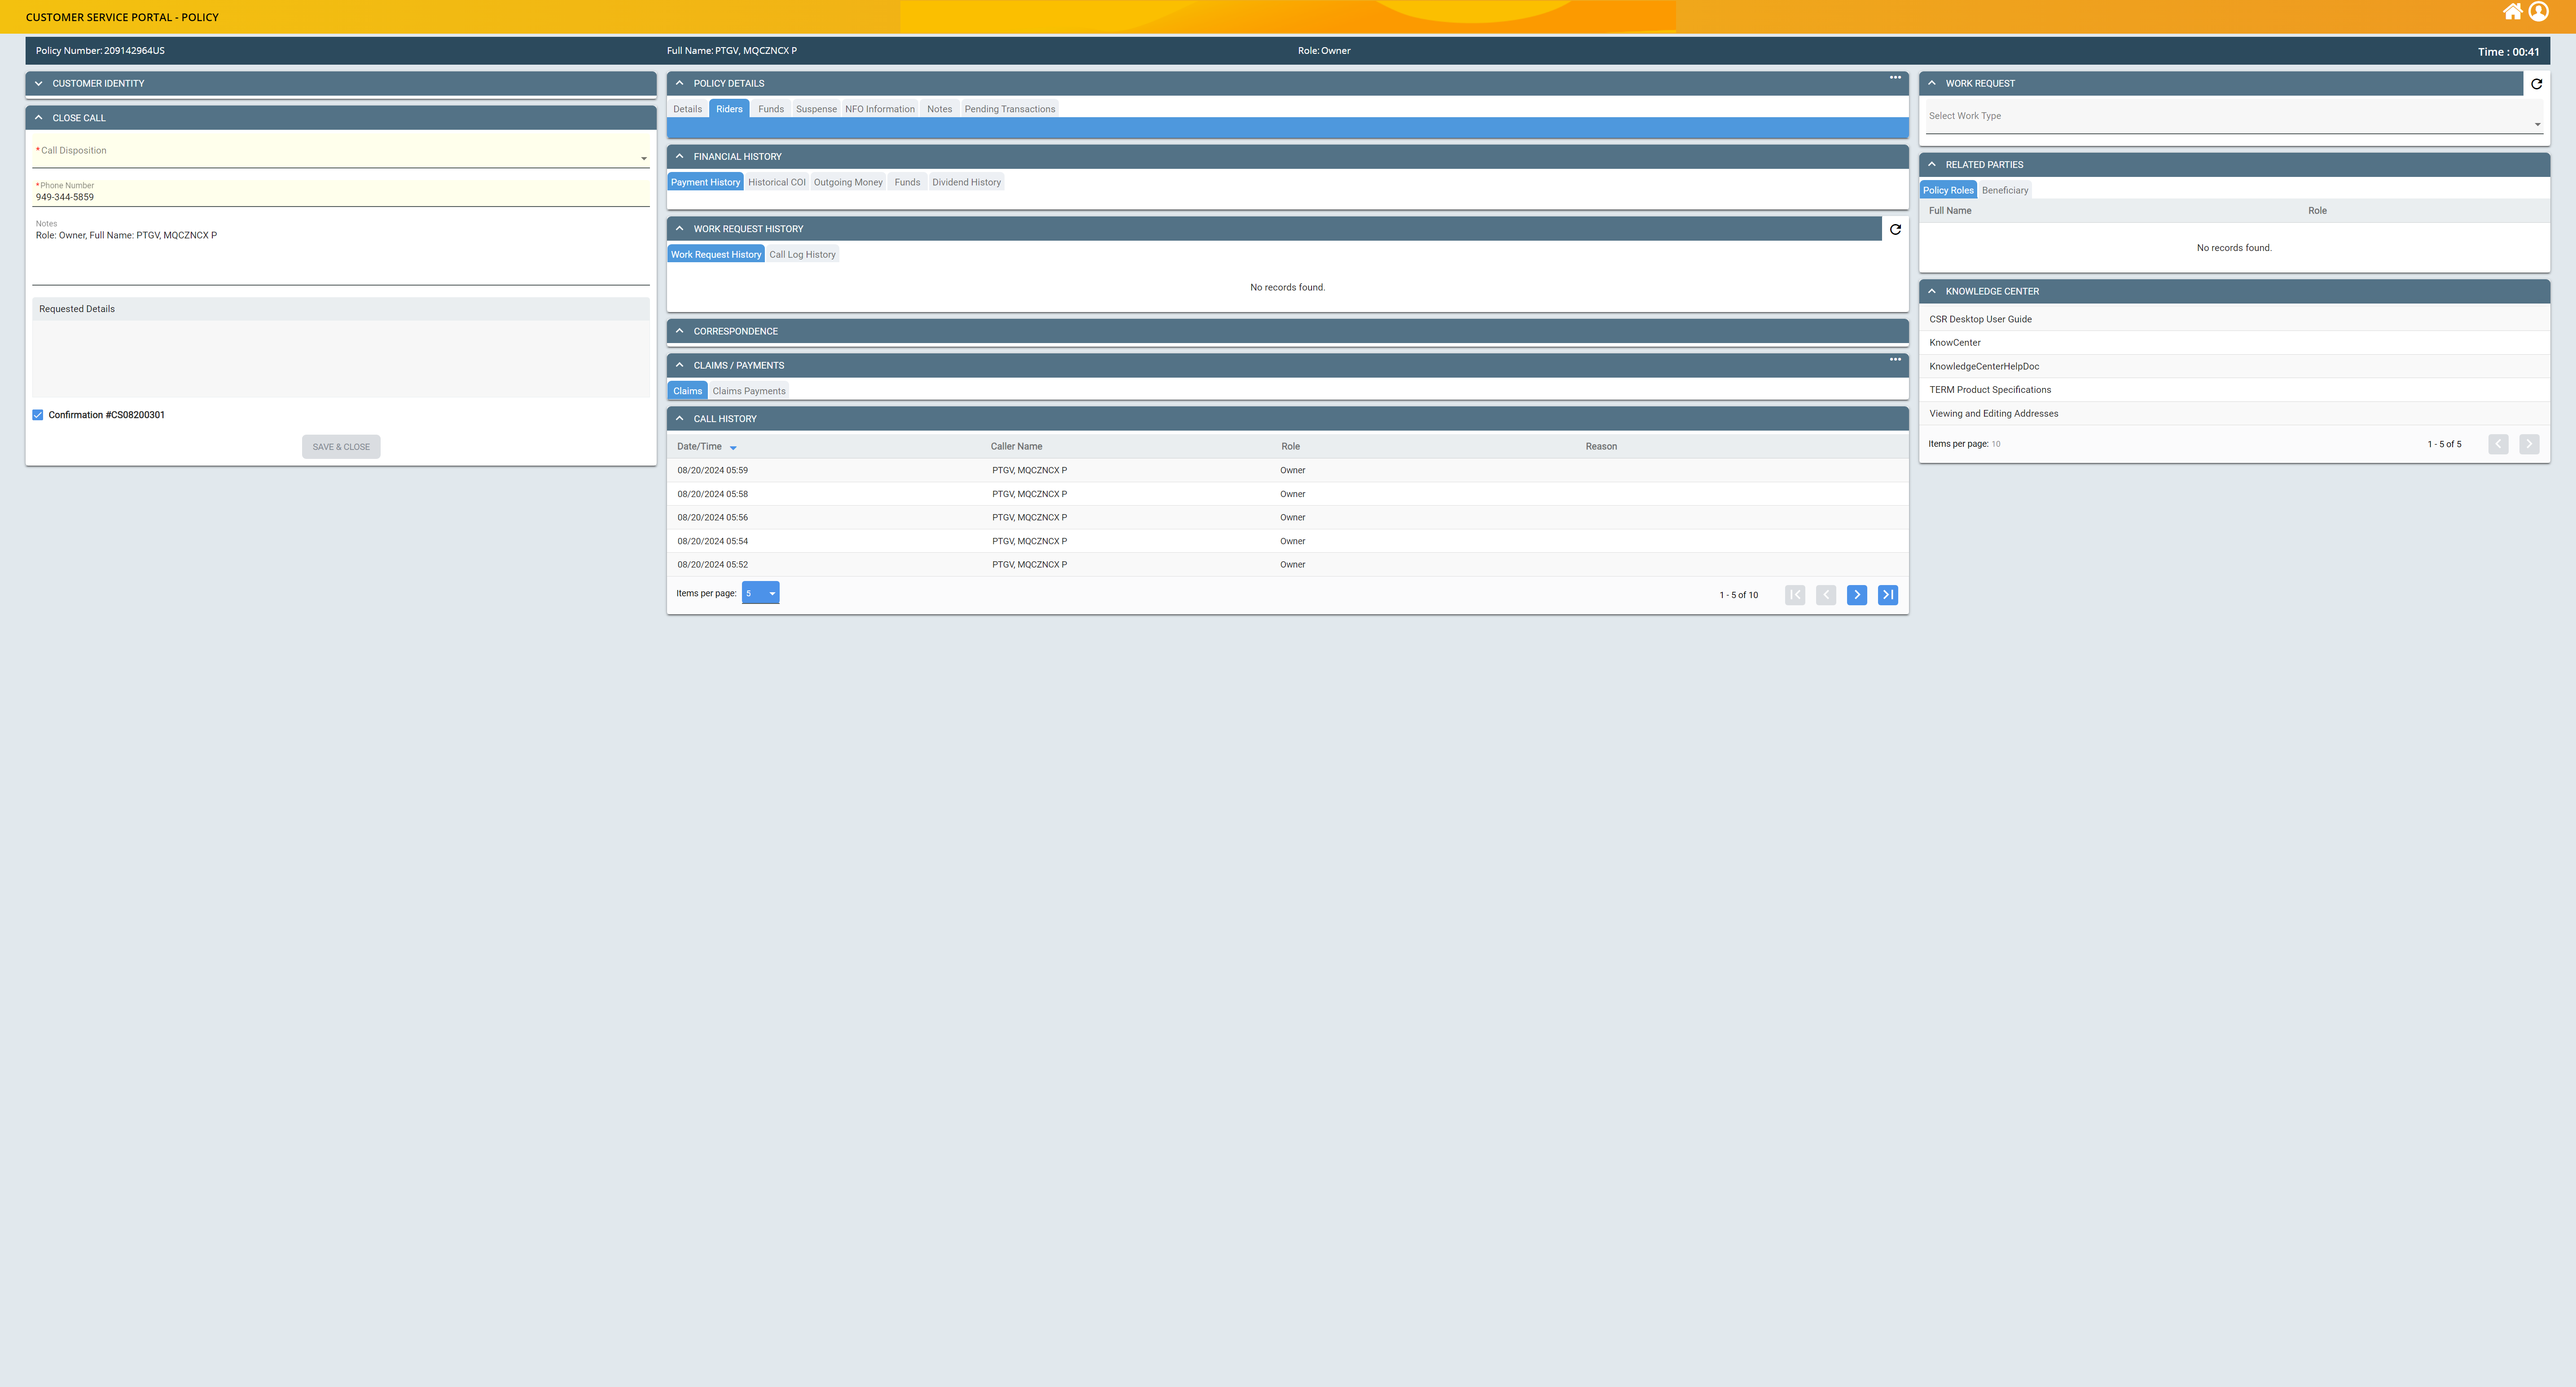 CUSTOMER SERVICE PORTAL - POLICY
Policy Number: 209142964US
Full Name: PTGV, MQCZNCX P
Role: Owner
Time : 00:41
CUSTOMER IDENTITY
CLOSE CALL
*Call Disposition
*Phone Number
949-344-5859
Notes
Role: Owner, Full Name: PTGV, MQCZNCX P
Requested Details
Confirmation #CS08200301
SAVE & CLOSE
POLICY DETAILS
Details Riders Funds Suspense NFO Information Notes Pending Transactions
FINANCIAL HISTORY
Payment History Historical COI Outgoing Money Funds Dividend History
WORK REQUEST HISTORY
Work Request History Call Log History
No records found.
CORRESPONDENCE
CLAIMS / PAYMENTS
Claims Claims Payments
CALL HISTORY
Date/Time Caller Name Role Reason
08/20/2024 05:59 PTGV, MQCZNCX P Owner
08/20/2024 05:58 PTGV, MQCZNCX P Owner
08/20/2024 05:56 PTGV, MQCZNCX P Owner
08/20/2024 05:54 PTGV, MQCZNCX P Owner
08/20/2024 05:52 PTGV, MQCZNCX P Owner
Items per page: 5 1 - 5 of 10
WORK REQUEST
Select Work Type
RELATED PARTIES
Policy Roles Beneficiary
Full Name Role
No records found.
KNOWLEDGE CENTER
CSR Desktop User Guide
KnowCenter
KnowledgeCenterHelpDoc
TERM Product Specifications
Viewing and Editing Addresses
Items per page: 10 1 - 5 of 5